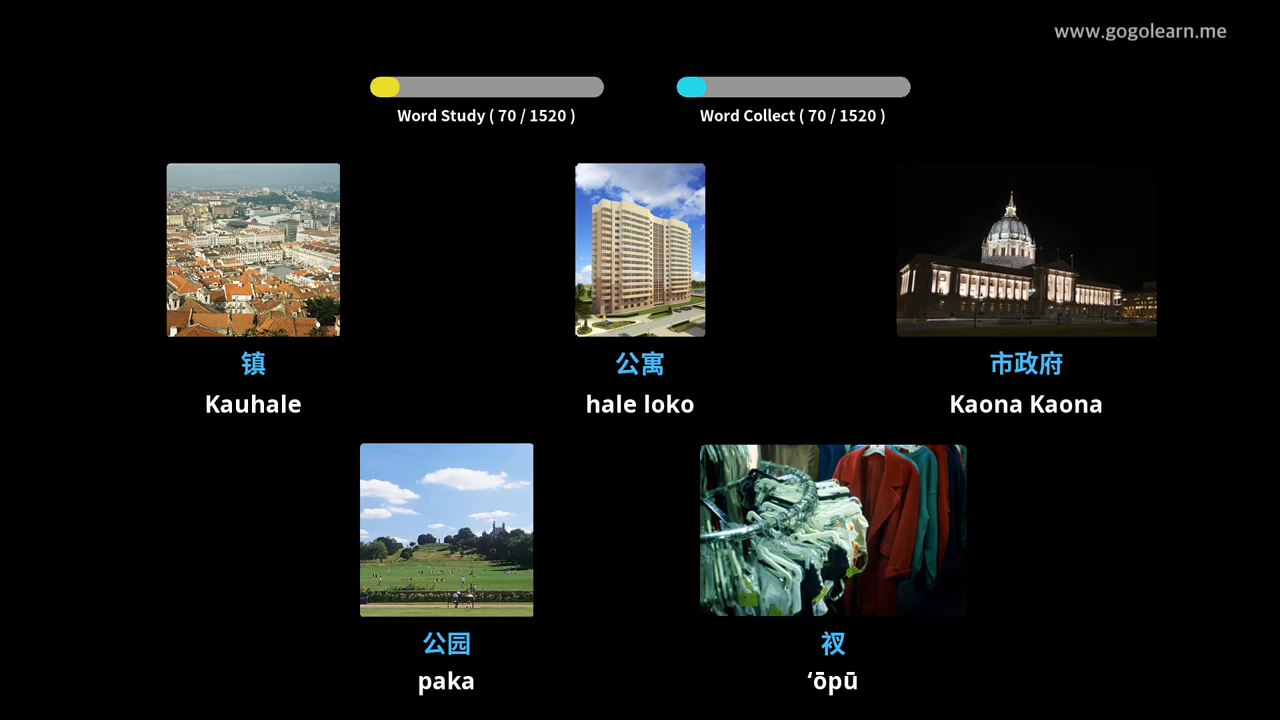 www.gogolearn.me
Word Study ( 70 / 1520 )
Word Collect ( 70 / 1520 )
镇
Kauhale
公寓
hale loko
市政府
Kaona Kaona
公园
paka
衩
ʻōpū